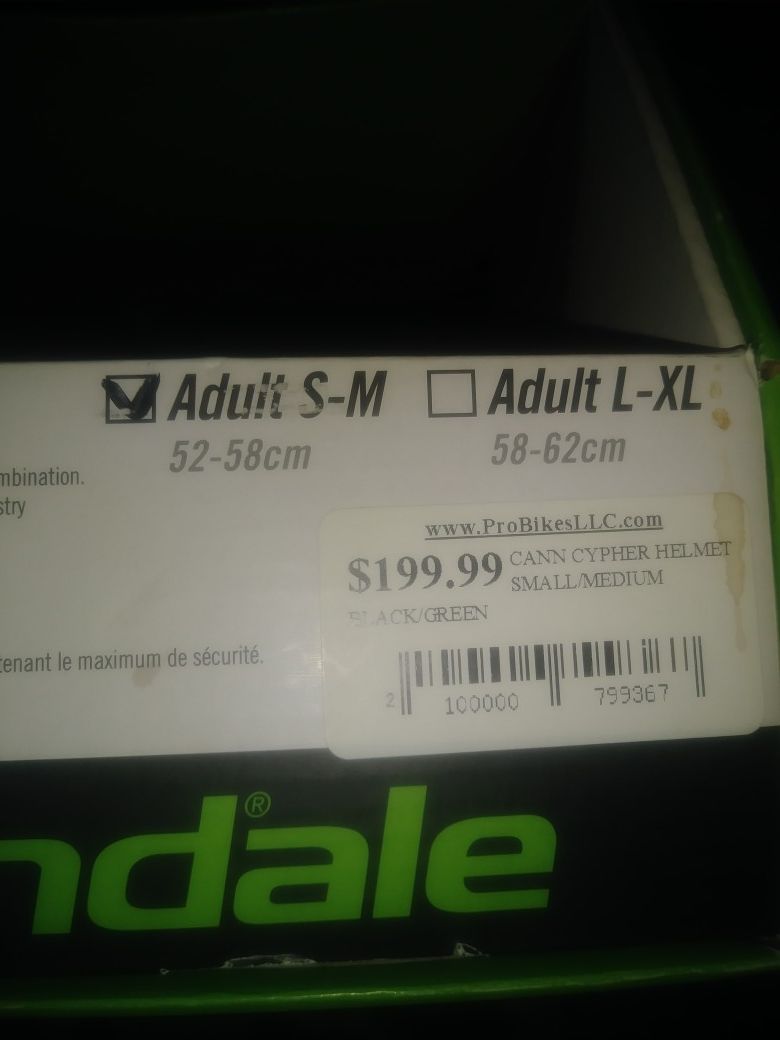 Adult S-M
Adult L-XL
52-58cm
58-62cm
mbination.
stry
www.ProBikesLLC.com
$199.99 CANN CYPHER HELMET
SMALL/MEDIUM
BLACK/GREEN
tenant le maximum de sécurité.
2 100000 799367
ndale®